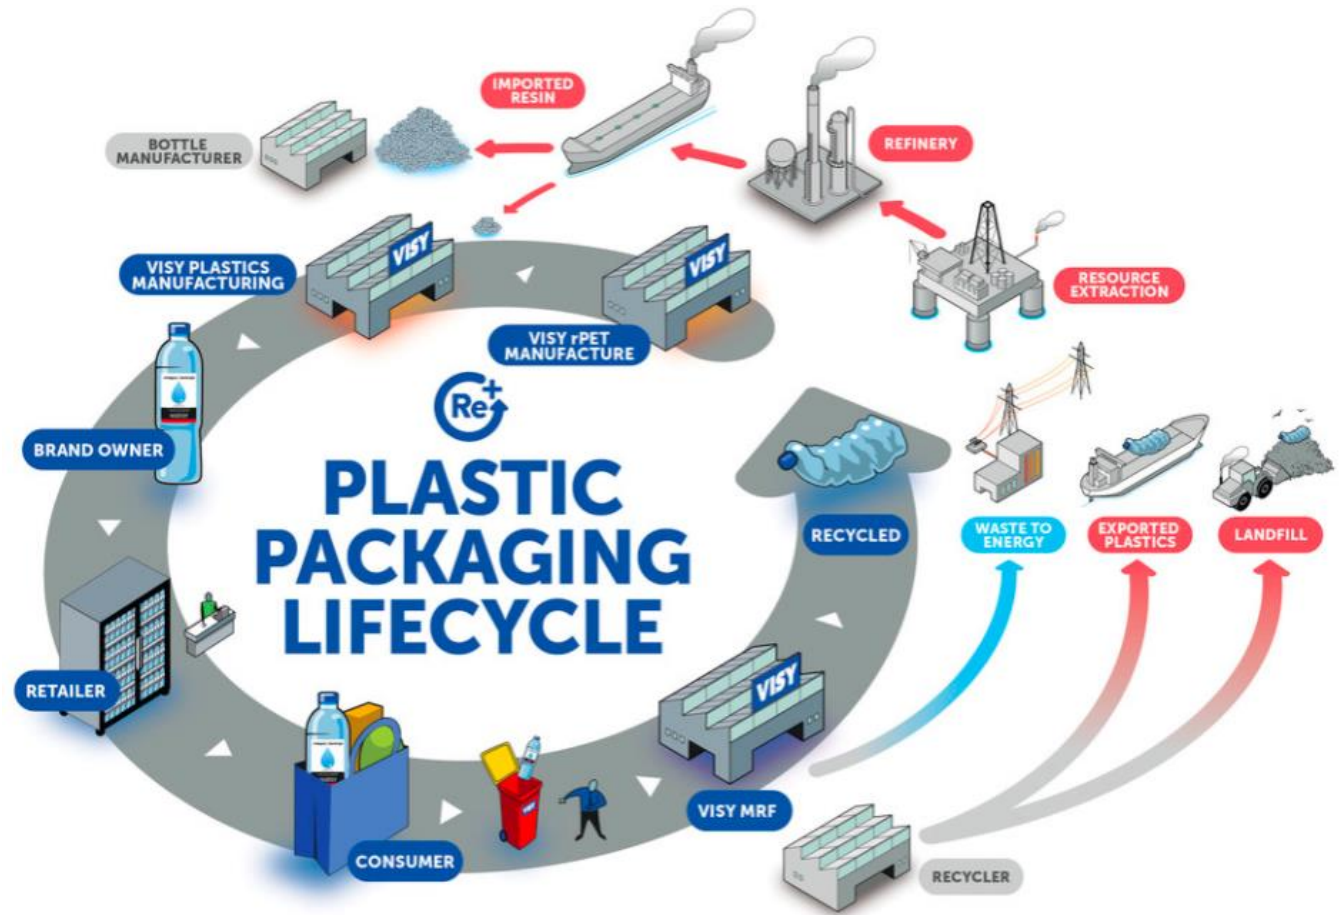 IMPORTED
RESIN
BOTTLE
MANUFACTURER
REFINERY
VISY
VISY
VISY PLASTICS
MANUFACTURING
RESOURCE
EXTRACTION
VISY rPET
MANUFACTURE
Re+
BRAND OWNER
PLASTIC
PACKAGING
LIFECYCLE
RECYCLED
WASTE TO
ENERGY
EXPORTED
PLASTICS
LANDFILL
RETAILER
VISY
VISY MRF
CONSUMER
RECYCLER